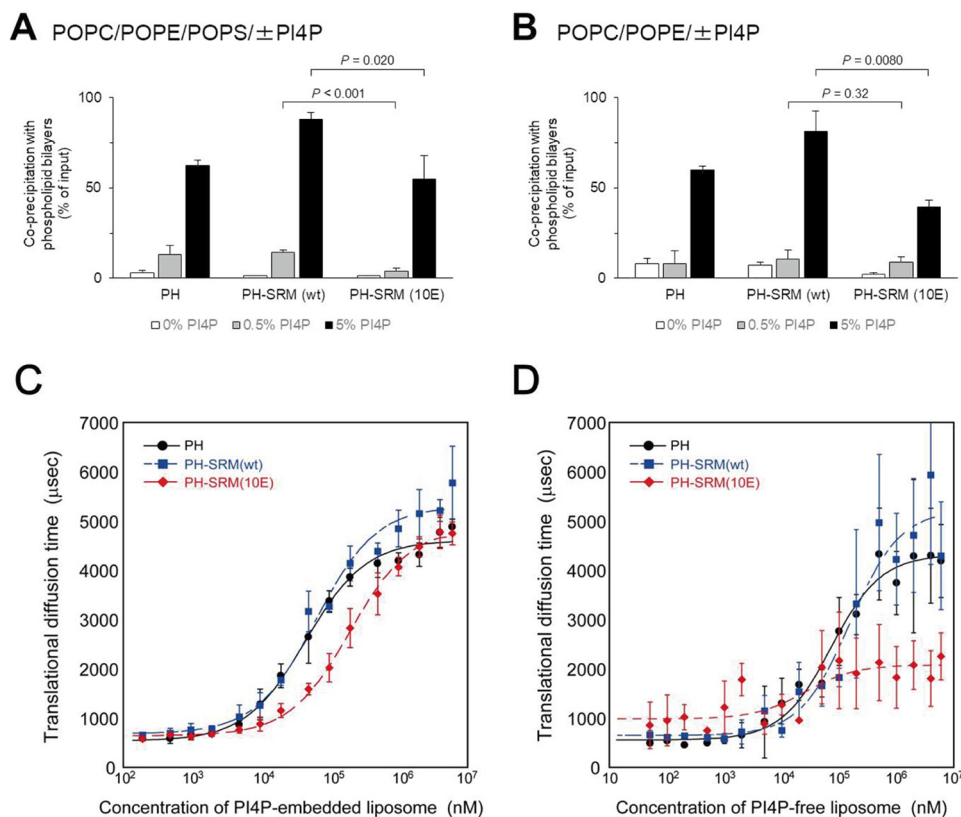 A
POPC/POPE/POPS/±PI4P
P = 0.020
P < 0.001
100
50
0
Co-precipitation with
phospholipid bilayers
(% of input)
PH
PH-SRM (wt)
PH-SRM (10E)
0% PI4P
0.5% PI4P
5% PI4P
B
POPC/POPE/±PI4P
P = 0.0080
P = 0.32
100
50
0
Co-precipitation with
phospholipid bilayers
(% of input)
PH
PH-SRM (wt)
PH-SRM (10E)
0% PI4P
0.5% PI4P
5% PI4P
C
7000
6000
5000
4000
3000
2000
1000
0
Translational diffusion time (μsec)
PH
PH-SRM(wt)
PH-SRM(10E)
10² 10³ 10⁴ 10⁵ 10⁶ 10⁷
Concentration of PI4P-embedded liposome (nM)
D
7000
6000
5000
4000
3000
2000
1000
0
Translational diffusion time (μsec)
PH
PH-SRM(wt)
PH-SRM(10E)
10 10² 10³ 10⁴ 10⁵ 10⁶ 10⁷
Concentration of PI4P-free liposome (nM)